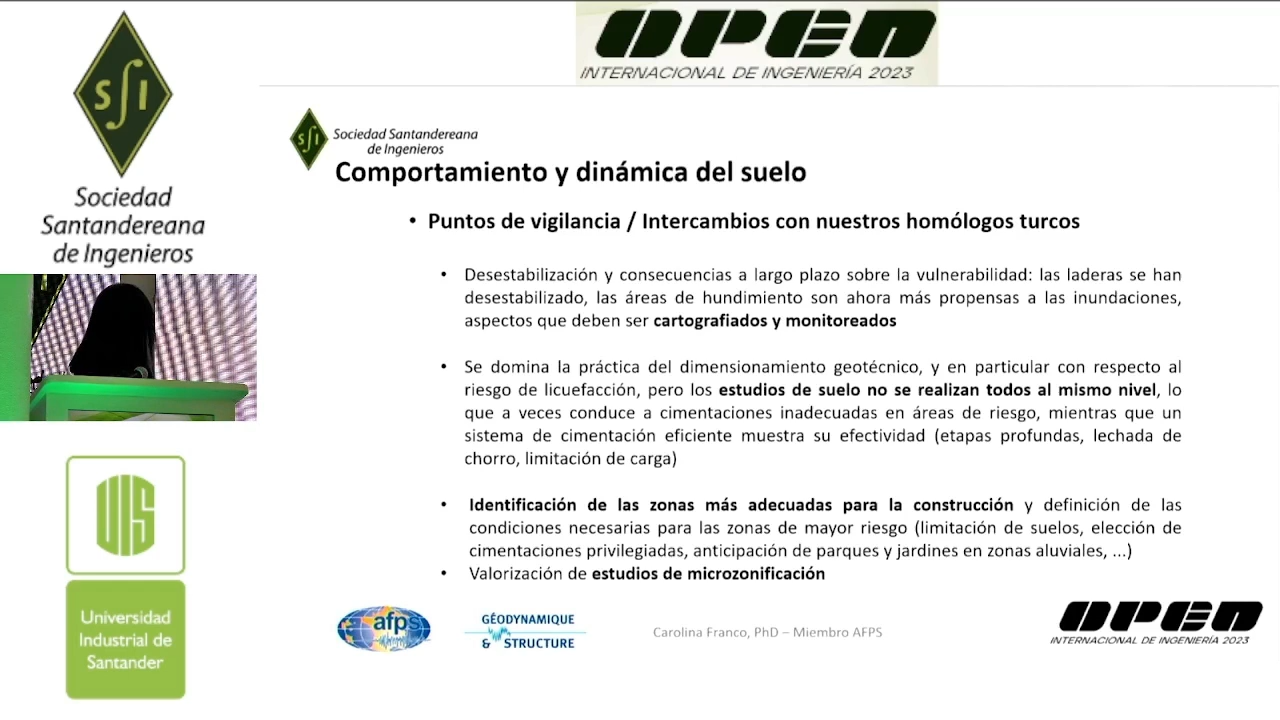 OPEN
INTERNACIONAL DE INGENIERÍA 2023
SSI
Sociedad
Santandereana
de Ingenieros
SSI
Sociedad Santandereana
de Ingenieros
Comportamiento y dinámica del suelo
• Puntos de vigilancia / Intercambios con nuestros homólogos turcos
• Desestabilización y consecuencias a largo plazo sobre la vulnerabilidad: las laderas se han
desestabilizado, las áreas de hundimiento son ahora más propensas a las inundaciones,
aspectos que deben ser cartografiados y monitoreados
• Se domina la práctica del dimensionamiento geotécnico, y en particular con respecto al
riesgo de licuefacción, pero los estudios de suelo no se realizan todos al mismo nivel, lo
que a veces conduce a cimentaciones inadecuadas en áreas de riesgo, mientras que un
sistema de cimentación eficiente muestra su efectividad (etapas profundas, lechada de
chorro, limitación de carga)
• Identificación de las zonas más adecuadas para la construcción y definición de las
condiciones necesarias para las zonas de mayor riesgo (limitación de suelos, elección de
cimentaciones privilegiadas, anticipación de parques y jardines en zonas aluviales, ...)
• Valorización de estudios de microzonificación
UIS
Universidad
Industrial de
Santander
afps
GÉODYNAMIQUE
& STRUCTURE
Carolina Franco, PhD – Miembro AFPS
OPEN
INTERNACIONAL DE INGENIERÍA 2023